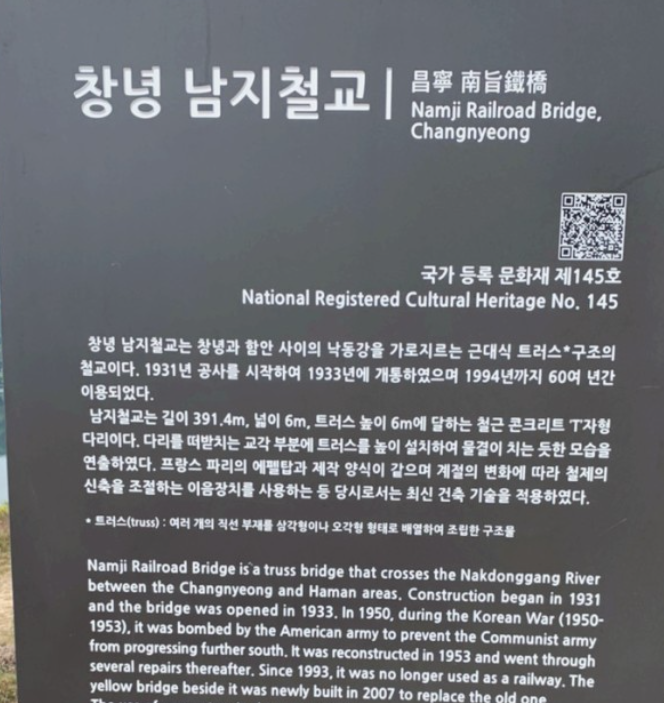 창녕 남지철교
昌寧 南旨鐵橋
Namji Railroad Bridge,
Changnyeong
국가 등록 문화재 제145호
National Registered Cultural Heritage No. 145
창녕 남지철교는 창녕과 함안 사이의 낙동강을 가로지르는 근대식 트러스*구조의
철교이다. 1931년 공사를 시작하여 1933년에 개통하였으며 1994년까지 60여 년간
이용되었다.
남지철교는 길이 391.4m, 넓이 6m, 트러스 높이 6m에 달하는 철근 콘크리트 T자형
다리이다. 다리를 떠받치는 교각 부분에 트러스를 높이 설치하여 물결이 치는 듯한 모습을
연출하였다. 프랑스 파리의 에펠탑과 제작 양식이 같으며 계절의 변화에 따라 철제의
신축을 조절하는 이음장치를 사용하는 등 당시로서는 최신 건축 기술을 적용하였다.
* 트러스(truss) : 여러 개의 직선 부재를 삼각형이나 오각형 형태로 배열하여 조립한 구조물
Namji Railroad Bridge is a truss bridge that crosses the Nakdonggang River
between the Changnyeong and Haman areas. Construction began in 1931
and the bridge was opened in 1933. In 1950, during the Korean War (1950-
1953), it was bombed by the American army to prevent the Communist army
from progressing further south. It was reconstructed in 1953 and went through
several repairs thereafter. Since 1993, it was no longer used as a railway. The
yellow bridge beside it was newly built in 2007 to replace the old one.